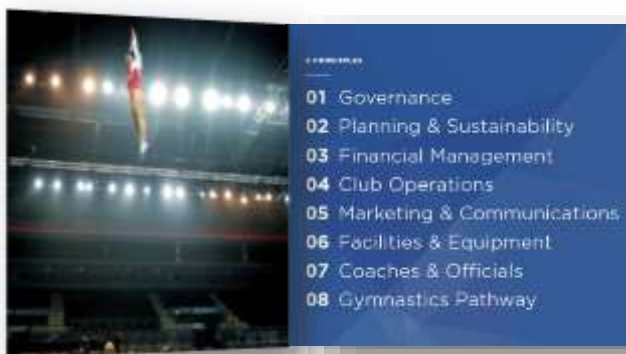 01 Governance
02 Planning & Sustainability
03 Financial Management
04 Club Operations
05 Marketing & Communications
06 Facilities & Equipment
07 Coaches & Officials
08 Gymnastics Pathway